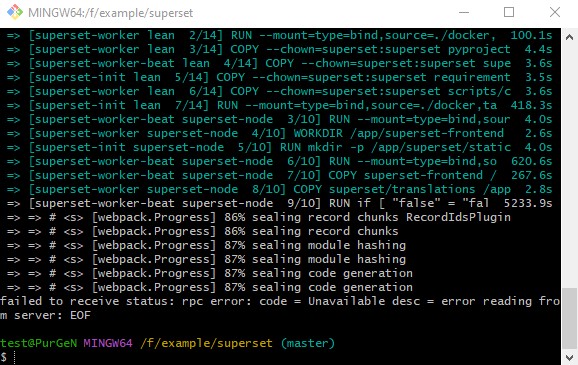 MINGW64:/f/example/superset
=> [superset-worker lean  2/14] RUN --mount=type=bind,source=./docker,  100.1s
=> [superset-worker lean  3/14] COPY --chown=superset:superset pyproject  4.4s
=> [superset-worker-beat lean  4/14] COPY --chown=superset:superset supe  3.6s
=> [superset-init lean  5/14] COPY --chown=superset:superset requirement  3.5s
=> [superset-worker lean  6/14] COPY --chown=superset:superset scripts/c  3.6s
=> [superset-init lean  7/14] RUN --mount=type=bind,source=./docker,ta  418.3s
=> [superset-worker-beat superset-node  3/10] RUN --mount=type=bind,sour  4.0s
=> [superset-worker superset-node  4/10] WORKDIR /app/superset-frontend  2.6s
=> [superset-init superset-node  5/10] RUN mkdir -p /app/superset/static  4.0s
=> [superset-worker-beat superset-node  6/10] RUN --mount=type=bind,so  620.6s
=> [superset-worker superset-node  7/10] COPY superset-frontend /  267.6s
=> [superset-worker superset-node  8/10] COPY superset/translations /app  2.8s
=> [superset-worker-beat superset-node  9/10] RUN if [ "false" = "fal  5233.9s
=> => # <s> [webpack.Progress] 86% sealing record chunks RecordIdsPlugin
=> => # <s> [webpack.Progress] 86% sealing record chunks
=> => # <s> [webpack.Progress] 87% sealing module hashing
=> => # <s> [webpack.Progress] 87% sealing module hashing
=> => # <s> [webpack.Progress] 87% sealing code generation
=> => # <s> [webpack.Progress] 87% sealing code generation
failed to receive status: rpc error: code = Unavailable desc = error reading fro
m server: EOF
test@PurGeN MINGW64 /f/example/superset (master)
$